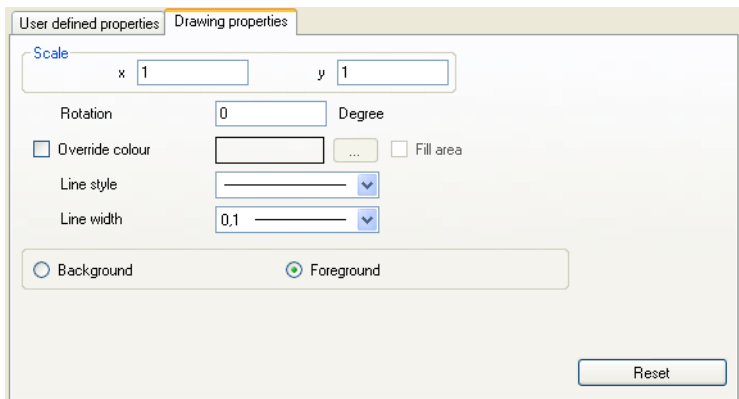 User defined properties Drawing properties
Scale
x 1 y 1
Rotation 0 Degree
Override colour ... Fill area
Line style
Line width 0,1
Background Foreground
Reset